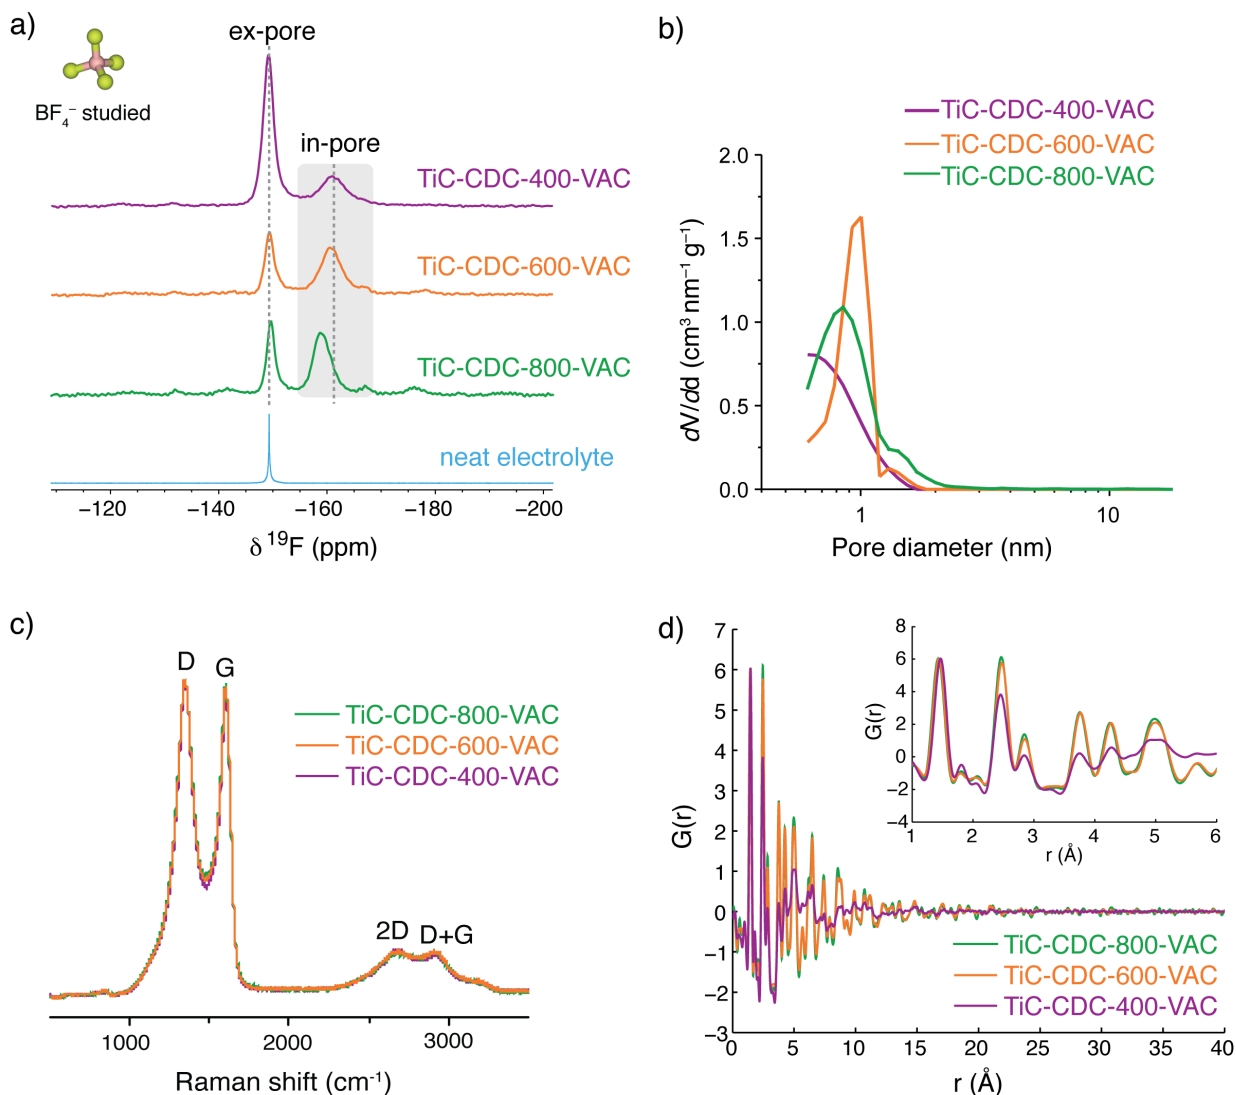 a)
ex-pore
BF₄⁻ studied
in-pore
TiC-CDC-400-VAC
TiC-CDC-600-VAC
TiC-CDC-800-VAC
neat electrolyte
−120 −140 −160 −180 −200
δ ¹⁹F (ppm)
b)
TiC-CDC-400-VAC
TiC-CDC-600-VAC
TiC-CDC-800-VAC
2.0
1.5
1.0
0.5
0.0
dV/dd (cm³ nm⁻¹ g⁻¹)
1 10
Pore diameter (nm)
c)
D
G
TiC-CDC-800-VAC
TiC-CDC-600-VAC
TiC-CDC-400-VAC
2D D+G
1000 2000 3000
Raman shift (cm⁻¹)
d)
7
6
5
4
3
2
1
0
−1
−2
−3
G(r)
8
6
4
2
0
−2
−4
G(r)
1 2 3 4 5 6
r (Å)
TiC-CDC-800-VAC
TiC-CDC-600-VAC
TiC-CDC-400-VAC
0 5 10 15 20 25 30 35 40
r (Å)